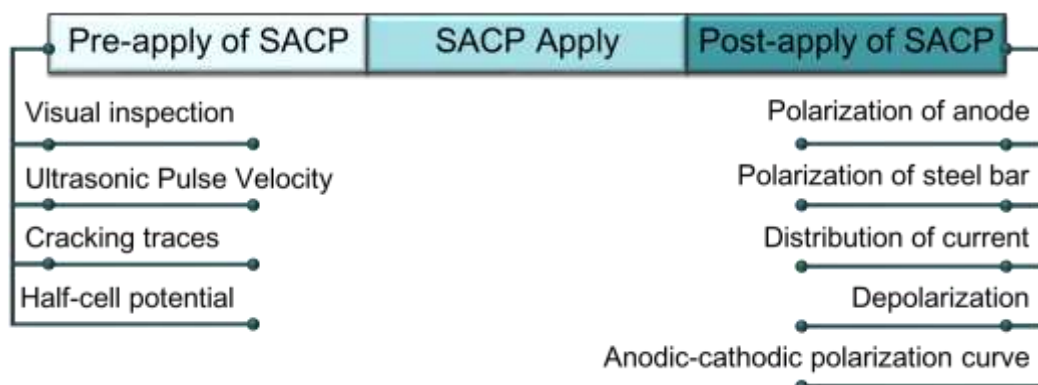 Pre-apply of SACP
SACP Apply
Post-apply of SACP
Visual inspection
Ultrasonic Pulse Velocity
Cracking traces
Half-cell potential
Polarization of anode
Polarization of steel bar
Distribution of current
Depolarization
Anodic-cathodic polarization curve